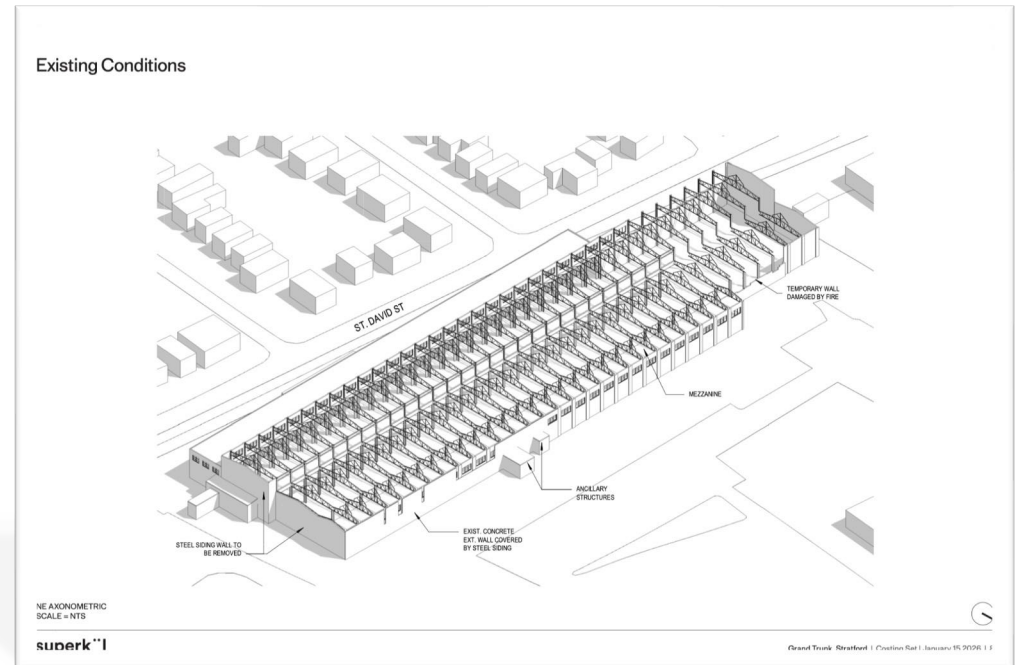 Existing Conditions
ST. DAVID ST
TEMPORARY WALL
DAMAGED BY FIRE
MEZZANINE
ANCILLARY
STRUCTURES
EXIST. CONCRETE
EXT. WALL COVERED
BY STEEL SIDING
STEEL SIDING WALL TO
BE REMOVED
NE AXONOMETRIC
SCALE = NTS
superk¨l
Grand Trunk, Stratford | Costing Set | January 15 2026 |